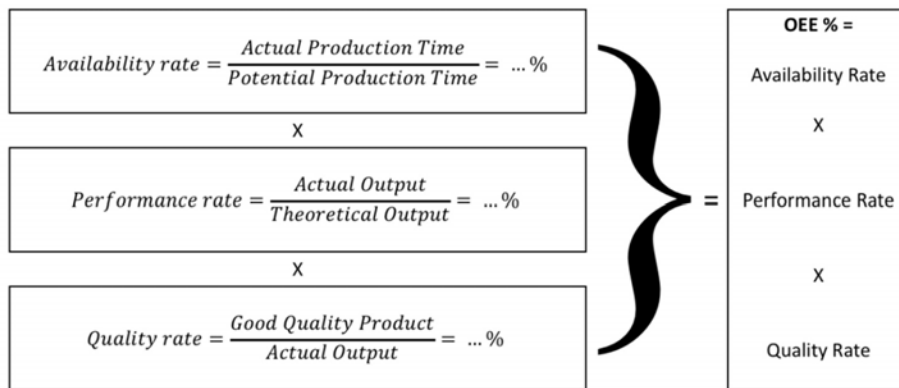 Availability rate = Actual Production Time / Potential Production Time = ... %
X
Performance rate = Actual Output / Theoretical Output = ... %
X
Quality rate = Good Quality Product / Actual Output = ... %
=
OEE % =
Availability Rate
X
Performance Rate
X
Quality Rate